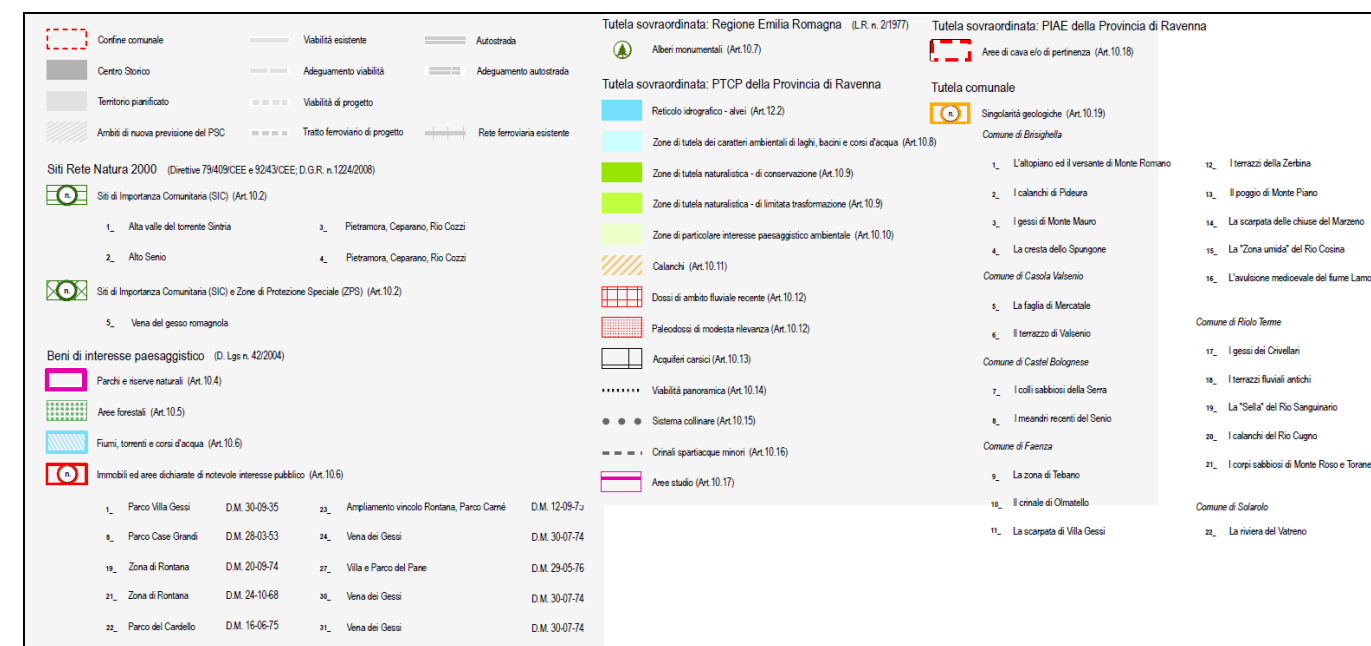 Confine comunale
Viabilità esistente
Autostrada
Centro Storico
Adeguamento viabilità
Adeguamento autostrada
Territorio pianificato
Viabilità di progetto
Ambiti di nuova previsione del PSC
Tratto ferroviario di progetto
Rete ferroviaria esistente
Siti Rete Natura 2000 (Direttive 79/409/CEE e 92/43/CEE; D.G.R. n.1224/2008)
n. Siti di Importanza Comunitaria (SIC) (Art.10.2)
1_ Alta valle del torrente Sintria
3_ Pietramora, Ceparano, Rio Cozzi
2_ Alto Senio
4_ Pietramora, Ceparano, Rio Cozzi
n. Siti di Importanza Comunitaria (SIC) e Zone di Protezione Speciale (ZPS) (Art.10.2)
5_ Vena del gesso romagnola
Beni di interesse paesaggistico (D. Lgs n. 42/2004)
Parchi e riserve naturali (Art.10.4)
Aree forestali (Art.10.5)
Fiumi, torrenti e corsi d'acqua (Art.10.6)
n. Immobili ed aree dichiarate di notevole interesse pubblico (Art.10.6)
1_ Parco Villa Gessi D.M. 30-09-35
23_ Ampliamento vincolo Rontana, Parco Carné D.M. 12-09-75
8_ Parco Case Grandi D.M. 28-03-53
24_ Vena dei Gessi D.M. 30-07-74
19_ Zona di Rontana D.M. 20-09-74
27_ Villa e Parco del Pane D.M. 29-05-76
21_ Zona di Rontana D.M. 24-10-68
30_ Vena dei Gessi D.M. 30-07-74
22_ Parco del Cardello D.M. 16-06-75
31_ Vena dei Gessi D.M. 30-07-74
Tutela sovraordinata: Regione Emilia Romagna (L.R. n. 2/1977)
Alberi monumentali (Art.10.7)
Tutela sovraordinata: PTCP della Provincia di Ravenna
Reticolo idrografico - alvei (Art.12.2)
Zone di tutela dei caratteri ambientali di laghi, bacini e corsi d'acqua (Art.10.8)
Zone di tutela naturalistica - di conservazione (Art.10.9)
Zone di tutela naturalistica - di limitata trasformazione (Art.10.9)
Zone di particolare interesse paesaggistico ambientale (Art.10.10)
Calanchi (Art.10.11)
Dossi di ambito fluviale recente (Art.10.12)
Paleodossi di modesta rilevanza (Art.10.12)
Acquiferi carsici (Art.10.13)
Viabilità panoramica (Art.10.14)
Sistema collinare (Art.10.15)
Crinali spartiacque minori (Art.10.16)
Aree studio (Art.10.17)
Tutela sovraordinata: PIAE della Provincia di Ravenna
Aree di cava e/o di pertinenza (Art.10.18)
Tutela comunale
n. Singolarità geologiche (Art.10.19)
Comune di Brisighella
1_ L'altopiano ed il versante di Monte Romano
2_ I calanchi di Pideura
3_ I gessi di Monte Mauro
4_ La cresta dello Spungone
Comune di Casola Valsenio
5_ La faglia di Mercatale
6_ Il terrazzo di Valsenio
Comune di Castel Bolognese
7_ I colli sabbiosi della Serra
8_ I meandri recenti del Senio
Comune di Faenza
9_ La zona di Tebano
10_ Il crinale di Olmatello
11_ La scarpata di Villa Gessi
12_ I terrazzi della Zerbina
13_ Il poggio di Monte Piano
14_ La scarpata delle chiuse del Marzeno
15_ La "Zona umida" del Rio Cosina
16_ L'avulsione medioevale del fiume Lamo
Comune di Riolo Terme
17_ I gessi dei Crivellari
18_ I terrazzi fluviali antichi
19_ La "Sella" del Rio Sanguinario
20_ I calanchi del Rio Cugno
21_ I corpi sabbiosi di Monte Roso e Torane
Comune di Solarolo
22_ La riviera del Vatreno